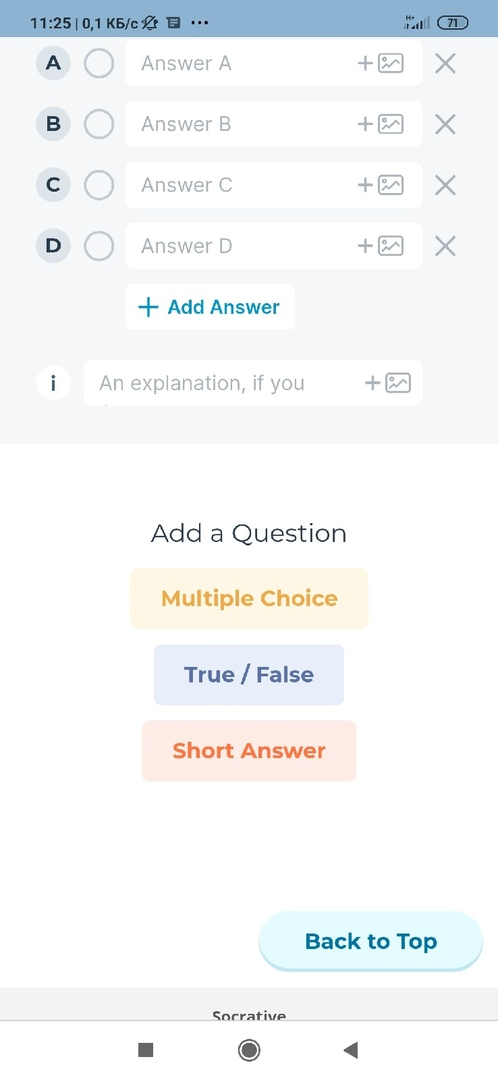 11:25 | 0,1 КБ/с
71
A Answer A
B Answer B
C Answer C
D Answer D
+ Add Answer
i An explanation, if you
Add a Question
Multiple Choice
True / False
Short Answer
Back to Top
Socrative